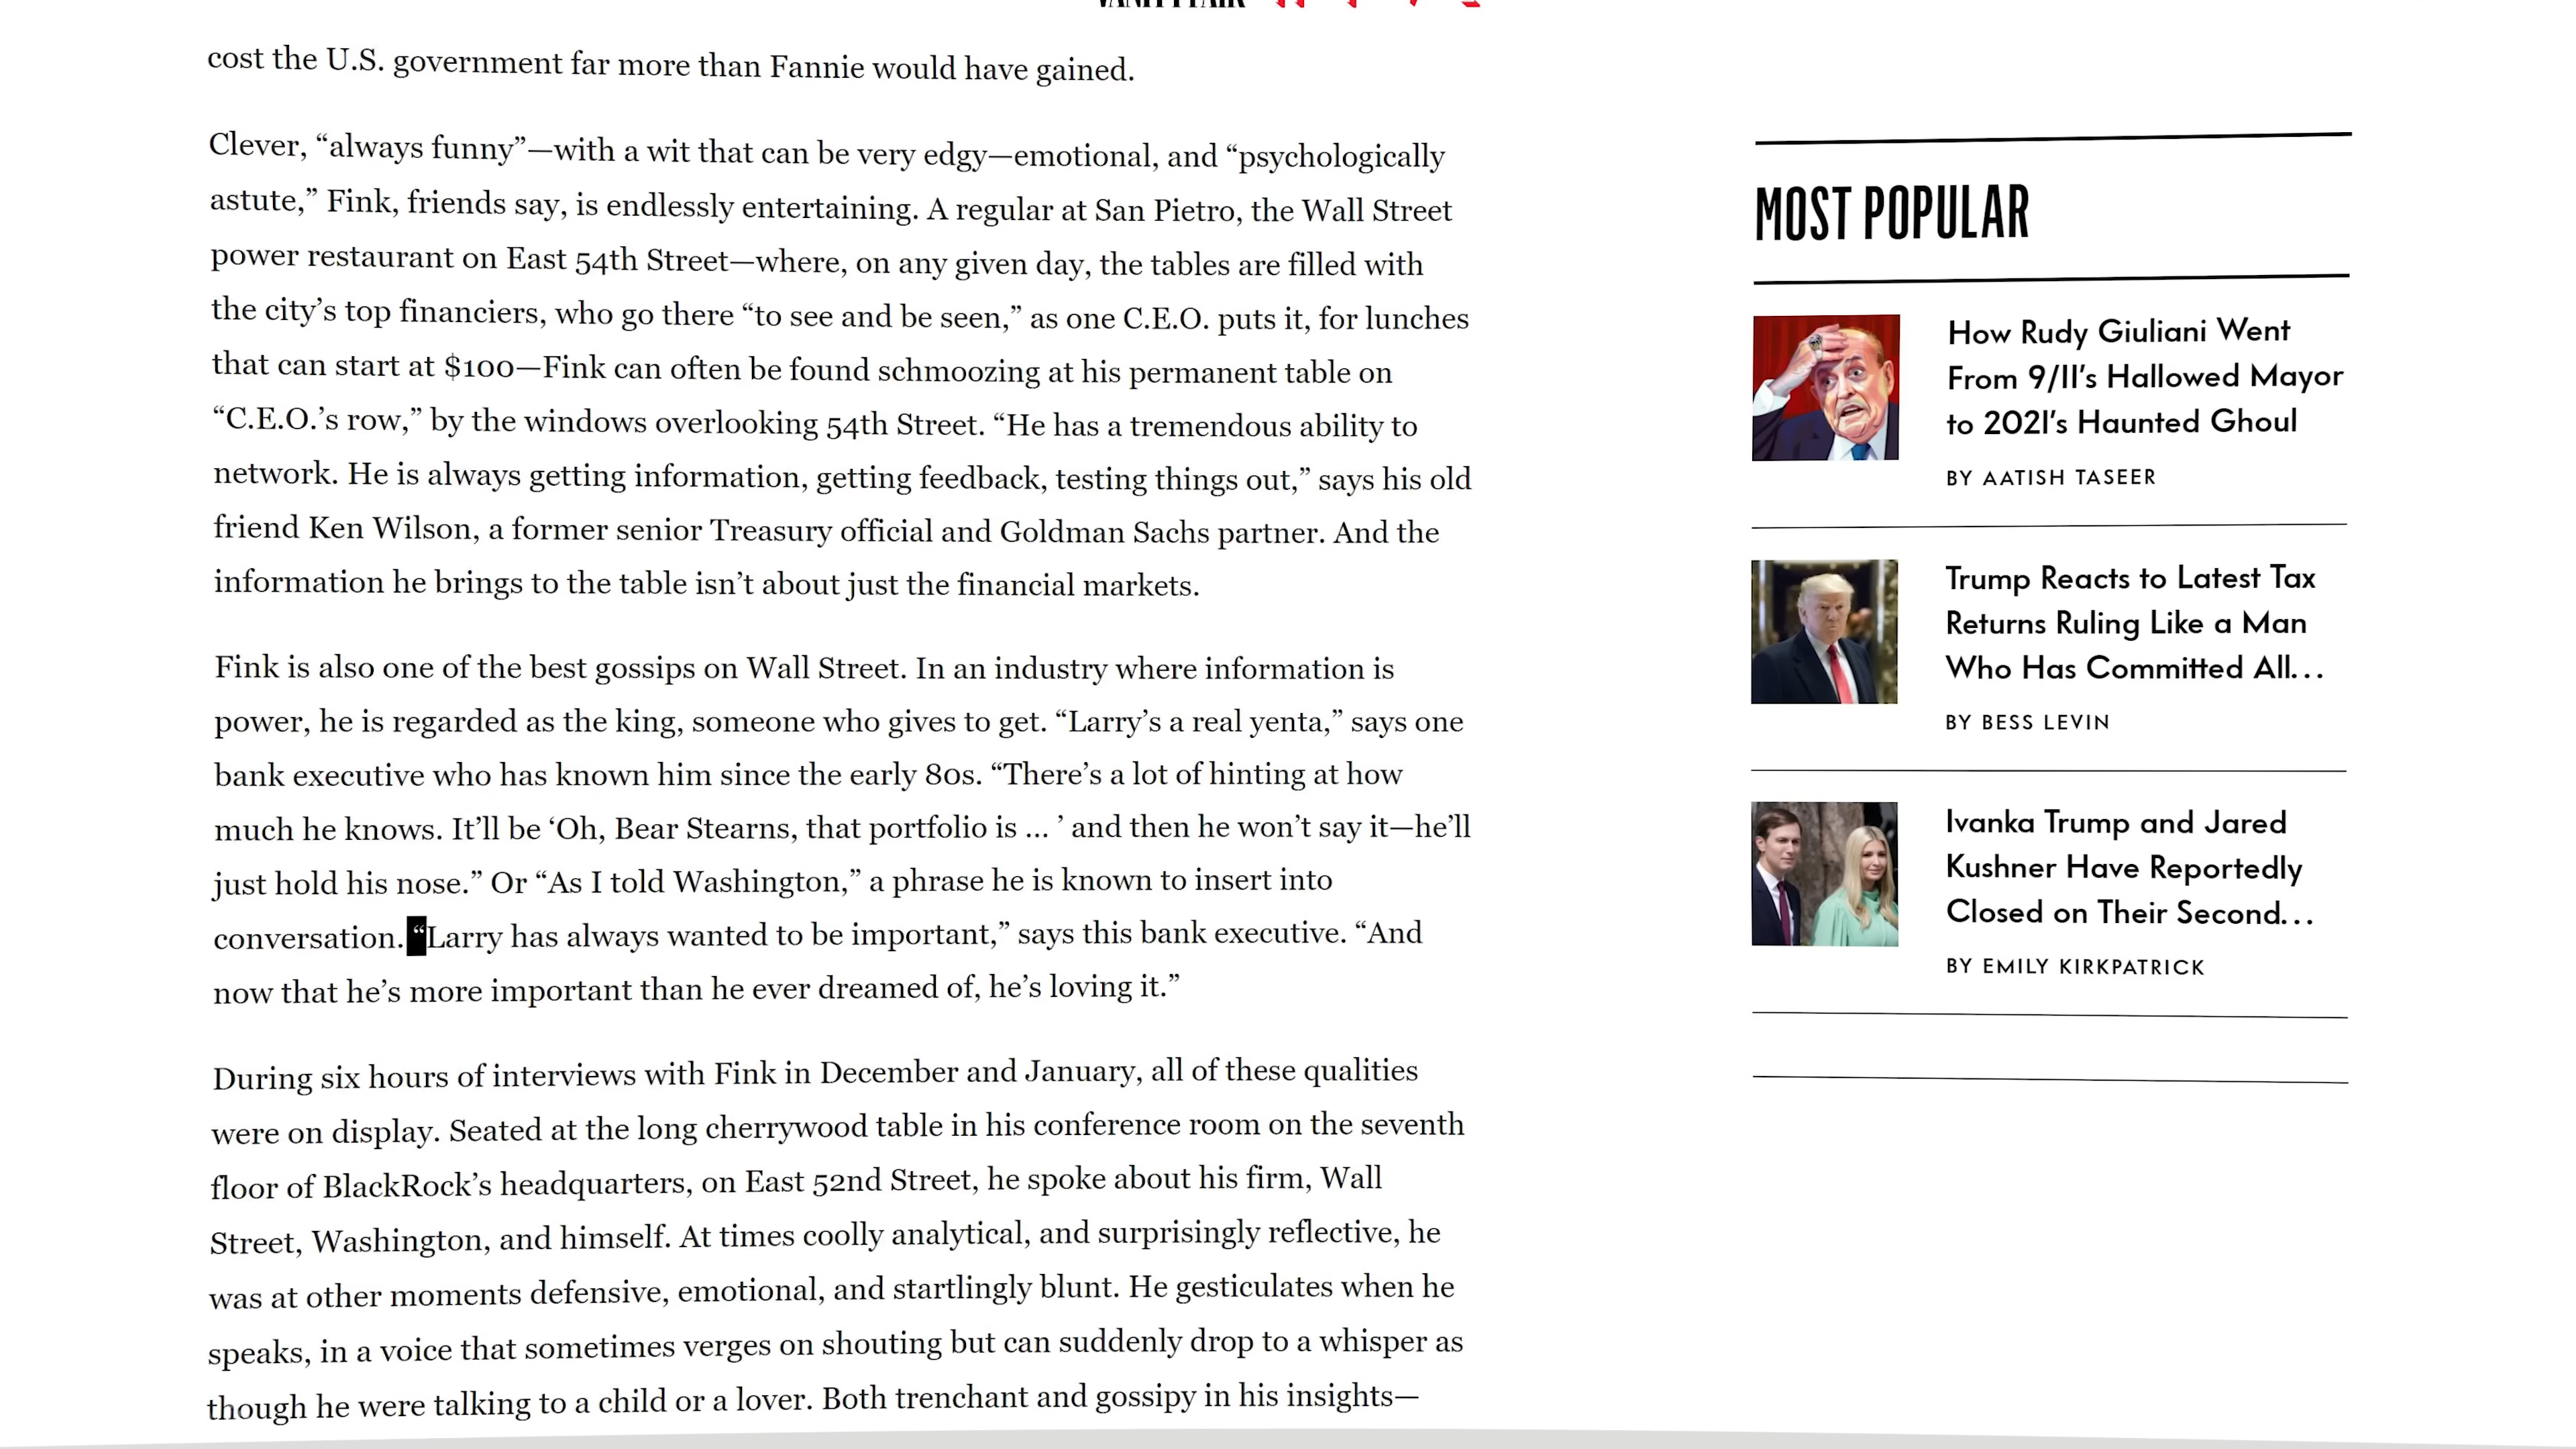 VANITY FAIR
cost the U.S. government far more than Fannie would have gained.
Clever, “always funny”—with a wit that can be very edgy—emotional, and “psychologically
astute,” Fink, friends say, is endlessly entertaining. A regular at San Pietro, the Wall Street
power restaurant on East 54th Street—where, on any given day, the tables are filled with
the city’s top financiers, who go there “to see and be seen,” as one C.E.O. puts it, for lunches
that can start at $100—Fink can often be found schmoozing at his permanent table on
“C.E.O.’s row,” by the windows overlooking 54th Street. “He has a tremendous ability to
network. He is always getting information, getting feedback, testing things out,” says his old
friend Ken Wilson, a former senior Treasury official and Goldman Sachs partner. And the
information he brings to the table isn’t about just the financial markets.
Fink is also one of the best gossips on Wall Street. In an industry where information is
power, he is regarded as the king, someone who gives to get. “Larry’s a real yenta,” says one
bank executive who has known him since the early 80s. “There’s a lot of hinting at how
much he knows. It’ll be ‘Oh, Bear Stearns, that portfolio is ... ’ and then he won’t say it—he’ll
just hold his nose.” Or “As I told Washington,” a phrase he is known to insert into
conversation. “Larry has always wanted to be important,” says this bank executive. “And
now that he’s more important than he ever dreamed of, he’s loving it.”
During six hours of interviews with Fink in December and January, all of these qualities
were on display. Seated at the long cherrywood table in his conference room on the seventh
floor of BlackRock’s headquarters, on East 52nd Street, he spoke about his firm, Wall
Street, Washington, and himself. At times coolly analytical, and surprisingly reflective, he
was at other moments defensive, emotional, and startlingly blunt. He gesticulates when he
speaks, in a voice that sometimes verges on shouting but can suddenly drop to a whisper as
though he were talking to a child or a lover. Both trenchant and gossipy in his insights—
MOST POPULAR
How Rudy Giuliani Went
From 9/11’s Hallowed Mayor
to 2021’s Haunted Ghoul
BY AATISH TASEER
Trump Reacts to Latest Tax
Returns Ruling Like a Man
Who Has Committed All...
BY BESS LEVIN
Ivanka Trump and Jared
Kushner Have Reportedly
Closed on Their Second...
BY EMILY KIRKPATRICK